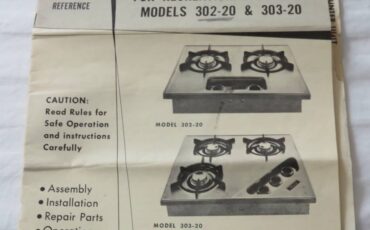 REFERENCE
MODELS 302-20 & 303-20
CAUTION:
Read Rules for
Safe Operation
and instructions
Carefully
MODEL 302-20
• Assembly
• Installation
• Repair Parts
• Operation
MODEL 303-20